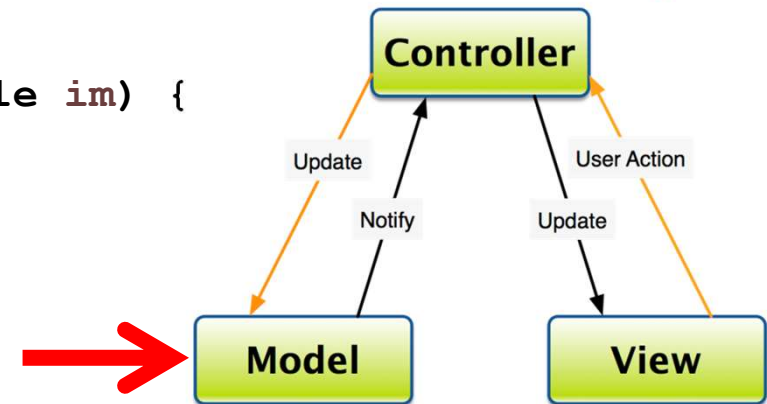 Controller
le im) {
Update
User Action
Notify
Update
Model
View